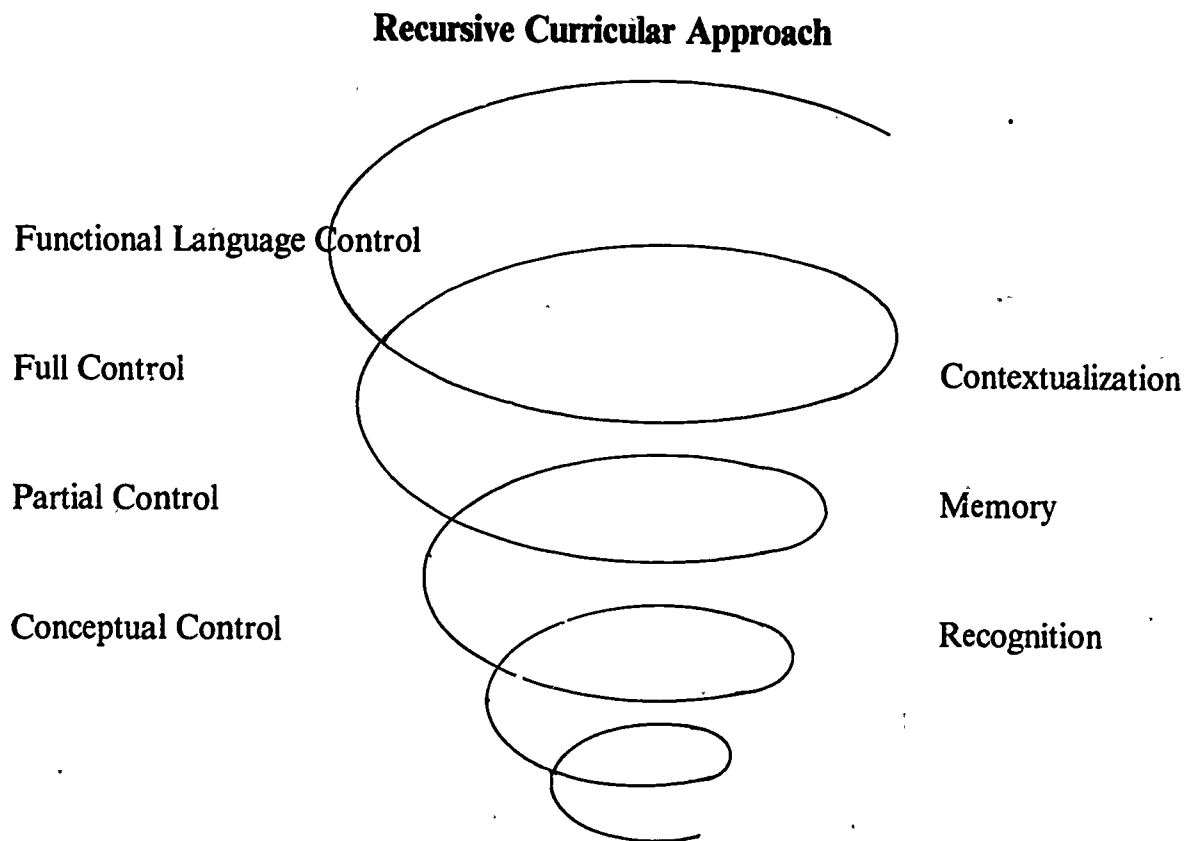 Recursive Curricular Approach
Functional Language Control
Full Control
Contextualization
Partial Control
Memory
Conceptual Control
Recognition